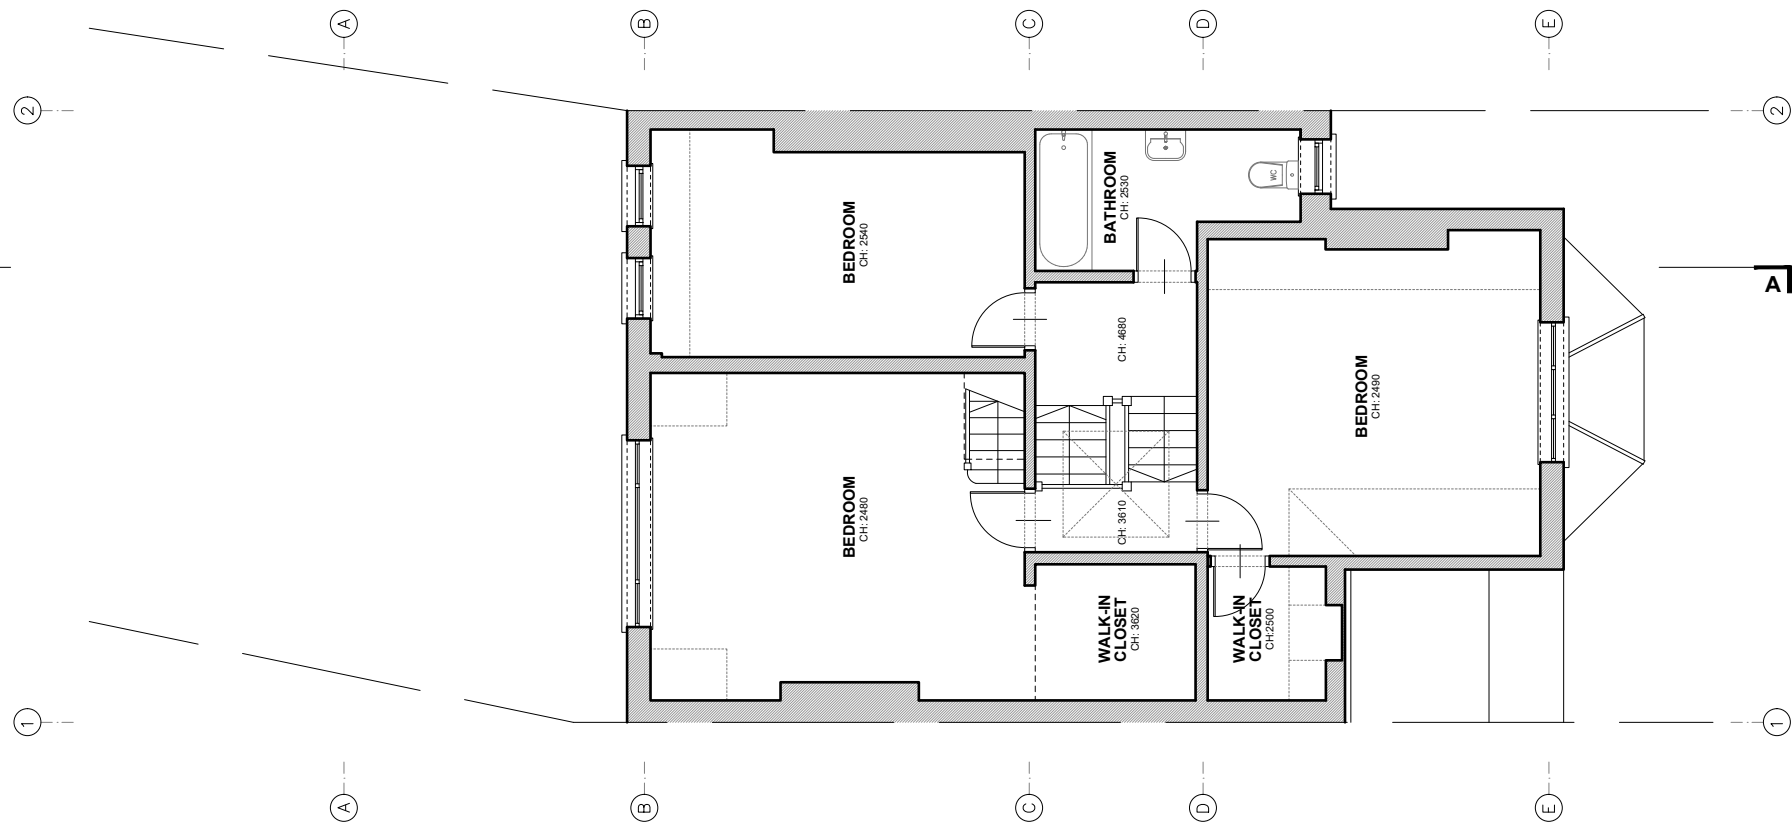 A
B
C
D
E
2
2
BEDROOM
CH: 2540
BATHROOM
CH: 2530
WC
A
CH: 4680
BEDROOM
CH: 2490
BEDROOM
CH: 2480
CH: 3610
WALK-IN
CLOSET
CH: 3620
WALK-IN
CLOSET
CH:2500
1
1
A
B
C
D
E